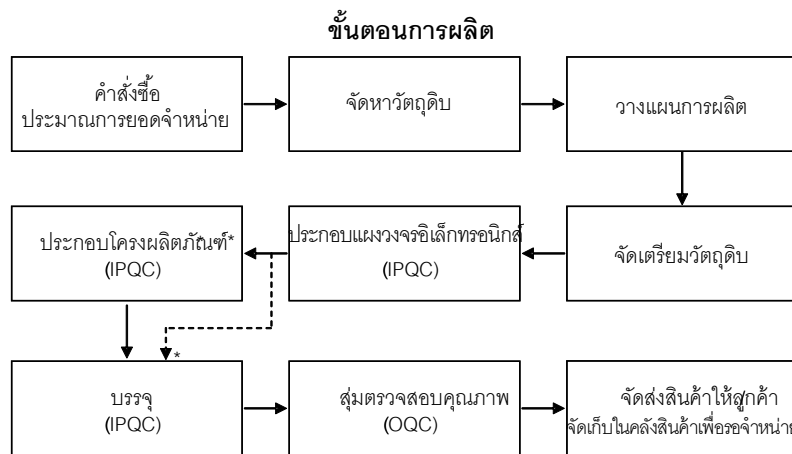 ขั้นตอนการผลิต
คำสั่งซื้อ
ประมาณการยอดจำหน่าย
จัดหาวัตถุดิบ
วางแผนการผลิต
จัดเตรียมวัตถุดิบ
ประกอบแผงวงจรอิเล็กทรอนิกส์
(IPQC)
ประกอบโครงผลิตภัณฑ์*
(IPQC)
*
บรรจุ
(IPQC)
สุ่มตรวจสอบคุณภาพ
(OQC)
จัดส่งสินค้าให้ลูกค้า
จัดเก็บในคลังสินค้าเพื่อรอจำหน่าย